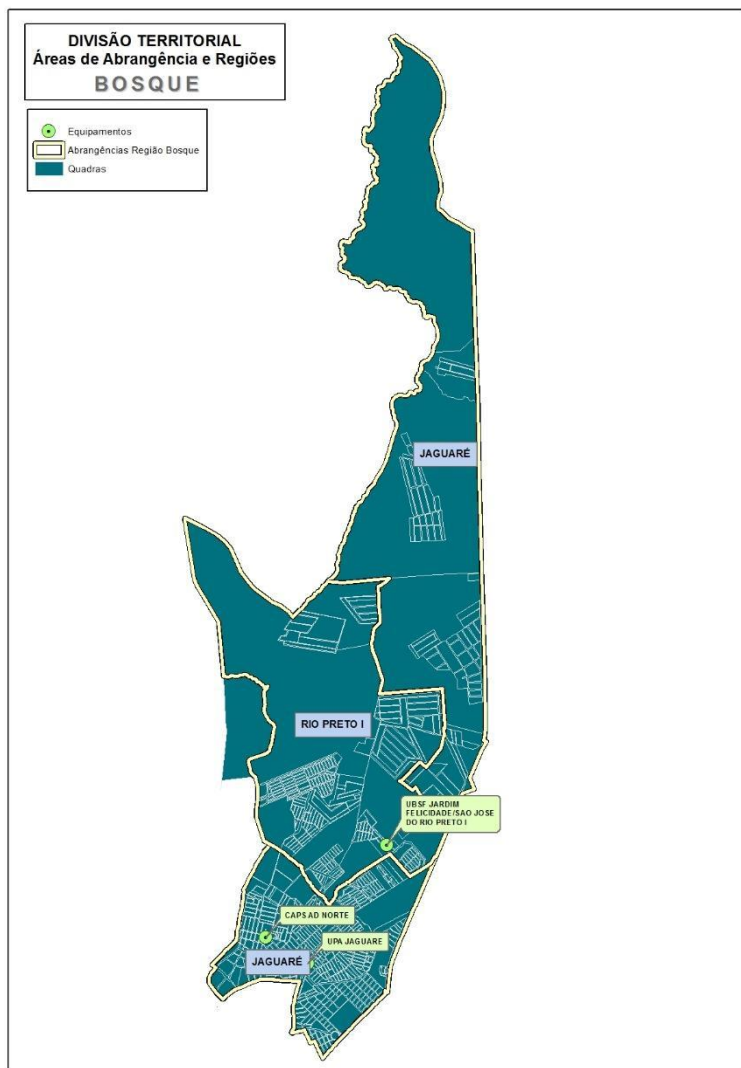 DIVISÃO TERRITORIAL
Áreas de Abrangência e Regiões
BOSQUE
Equipamentos
Abrangências Região Bosque
Quadras
JAGUARÉ
RIO PRETO I
UBSF JARDIM
FELICIDADE/SAO JOSE
DO RIO PRETO I
CAPS AD NORTE
UPA JAGUARE
JAGUARÉ